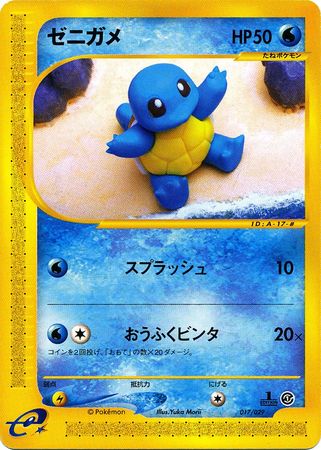 ゼニガメ HP50
たねポケモン
ID:A-17-#
スプラッシュ 10
おうふくビンタ 20×
コインを2回投げ、「おもて」の数×20ダメージ。
弱点 抵抗力 にげる
© Pokémon Illus.Yuka Morii 1 EDITION 017/029
e